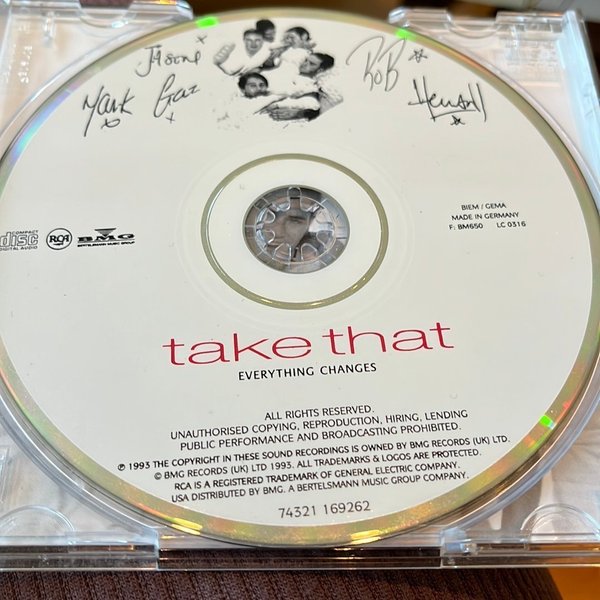 Jasone
RoB
Mark
Gaz
COMPACT
disc
DIGITAL AUDIO
RCA
BMG
BERTELSMANN MUSIC GROUP
BIEM / GEMA
MADE IN GERMANY
F: BM650 LC 0316
take that
EVERYTHING CHANGES
ALL RIGHTS RESERVED.
UNAUTHORISED COPYING, REPRODUCTION, HIRING, LENDING
PUBLIC PERFORMANCE AND BROADCASTING PROHIBITED.
℗ 1993 THE COPYRIGHT IN THESE SOUND RECORDINGS IS OWNED BY BMG RECORDS (UK) LTD.
© BMG RECORDS (UK) LTD 1993. ALL TRADEMARKS & LOGOS ARE PROTECTED.
RCA IS A REGISTERED TRADEMARK OF GENERAL ELECTRIC COMPANY.
USA DISTRIBUTED BY BMG. A BERTELSMANN MUSIC GROUP COMPANY.
74321 169262